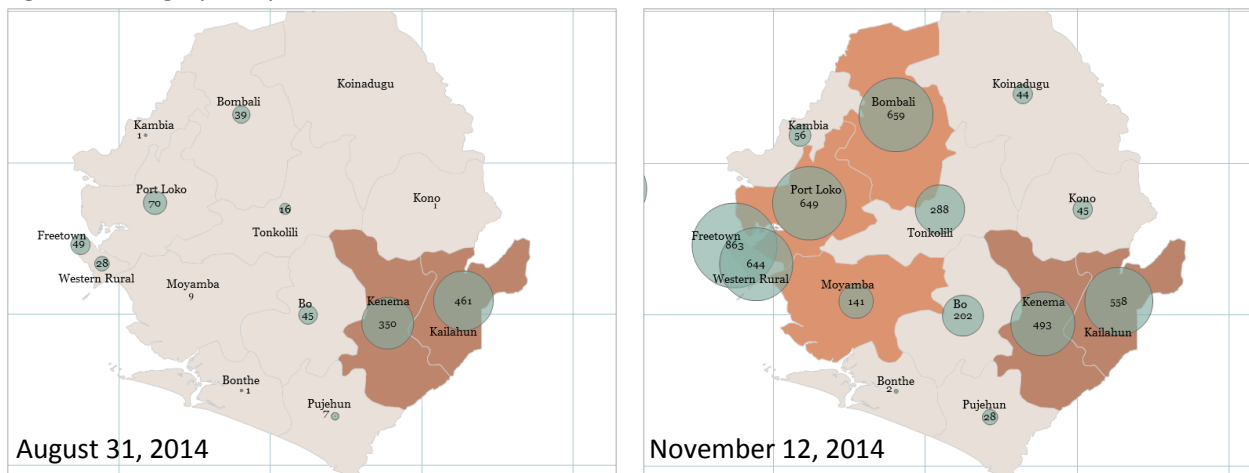 Koinadugu
Bombali
39
Kambia
1
Port Loko
70
16
Tonkolili
Kono
1
Freetown
49
28
Western Rural
Moyamba
9
Bo
45
Kenema
350
461
Kailahun
Bonthe
1
Pujehun
7
August 31, 2014
Koinadugu
44
Bombali
659
Kambia
56
Port Loko
649
288
Tonkolili
Kono
45
Freetown
863
644
Western Rural
Moyamba
141
Bo
202
Kenema
493
558
Kailahun
Bonthe
2
Pujehun
28
November 12, 2014